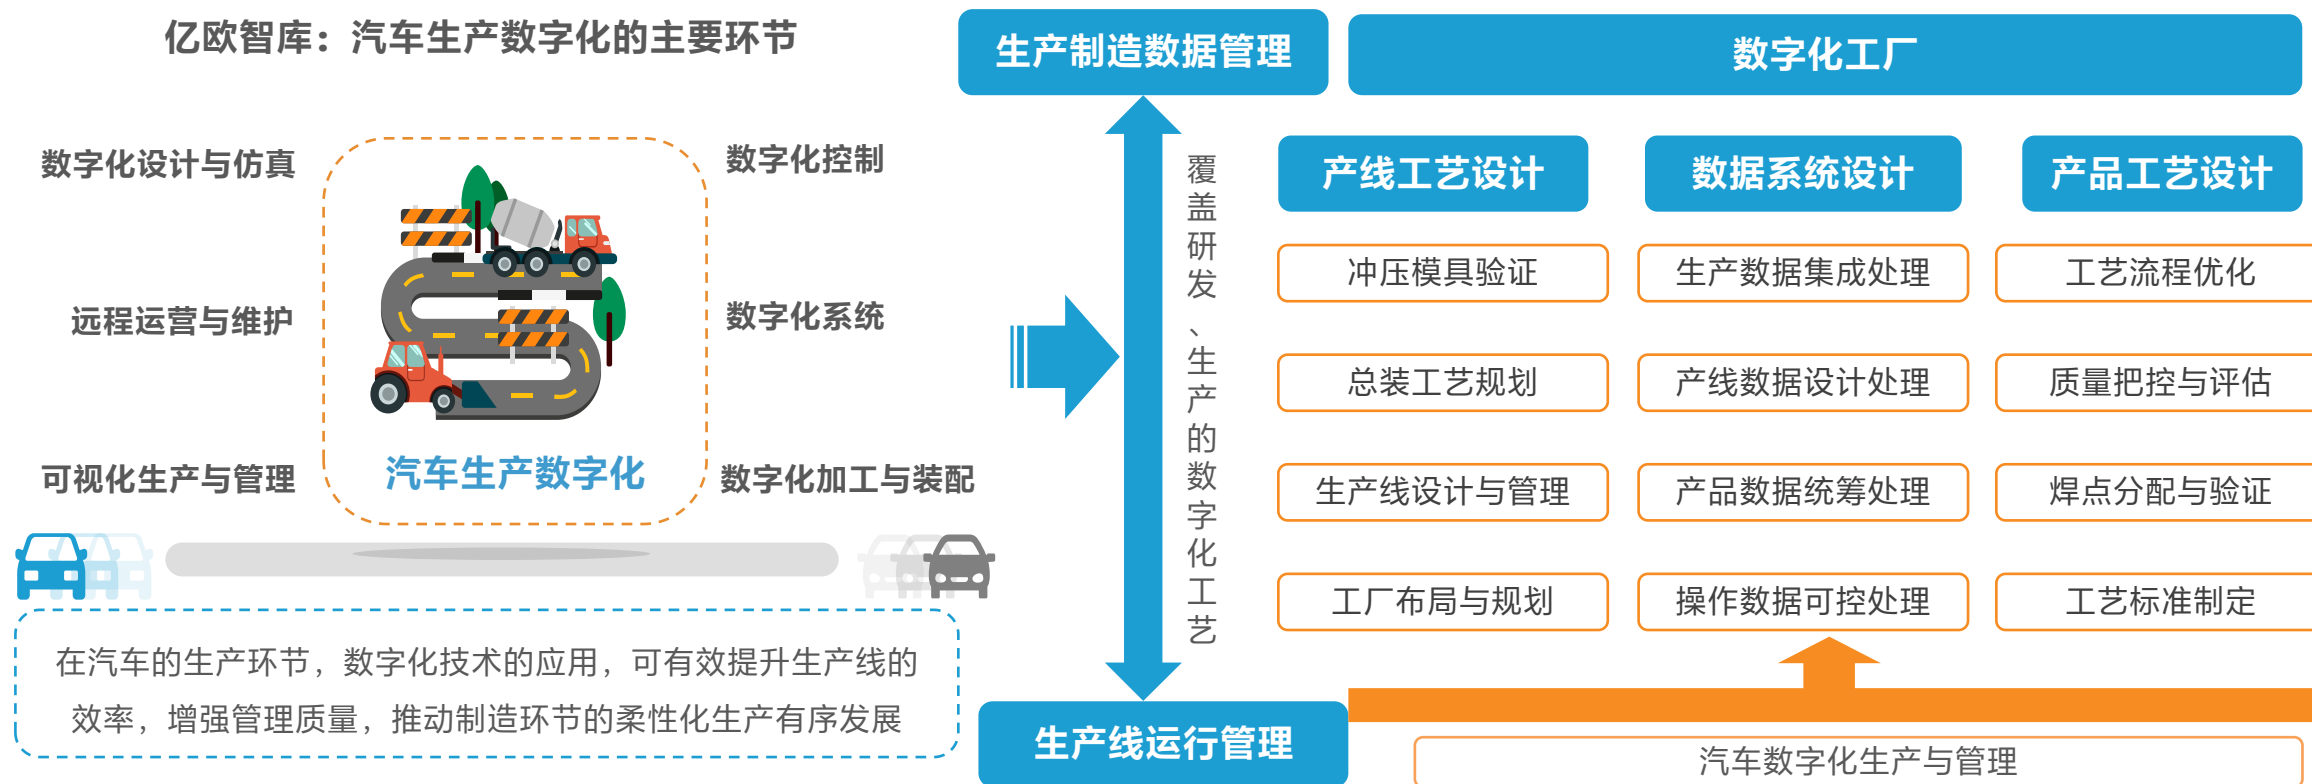 亿欧智库：汽车生产数字化的主要环节
数字化设计与仿真
远程运营与维护
可视化生产与管理
数字化控制
数字化系统
数字化加工与装配
汽车生产数字化
在汽车的生产环节，数字化技术的应用，可有效提升生产线的
效率，增强管理质量，推动制造环节的柔性化生产有序发展
生产制造数据管理
覆盖研发、生产的数字化工艺
生产线运行管理
数字化工厂
产线工艺设计
冲压模具验证
总装工艺规划
生产线设计与管理
工厂布局与规划
数据系统设计
生产数据集成处理
产线数据设计处理
产品数据统筹处理
操作数据可控处理
产品工艺设计
工艺流程优化
质量把控与评估
焊点分配与验证
工艺标准制定
汽车数字化生产与管理